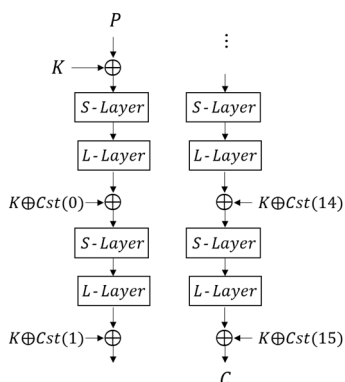 P
K
S-Layer
L-Layer
K⊕Cst(0)
S-Layer
L-Layer
K⊕Cst(1)
⋮
S-Layer
L-Layer
K⊕Cst(14)
S-Layer
L-Layer
K⊕Cst(15)
C